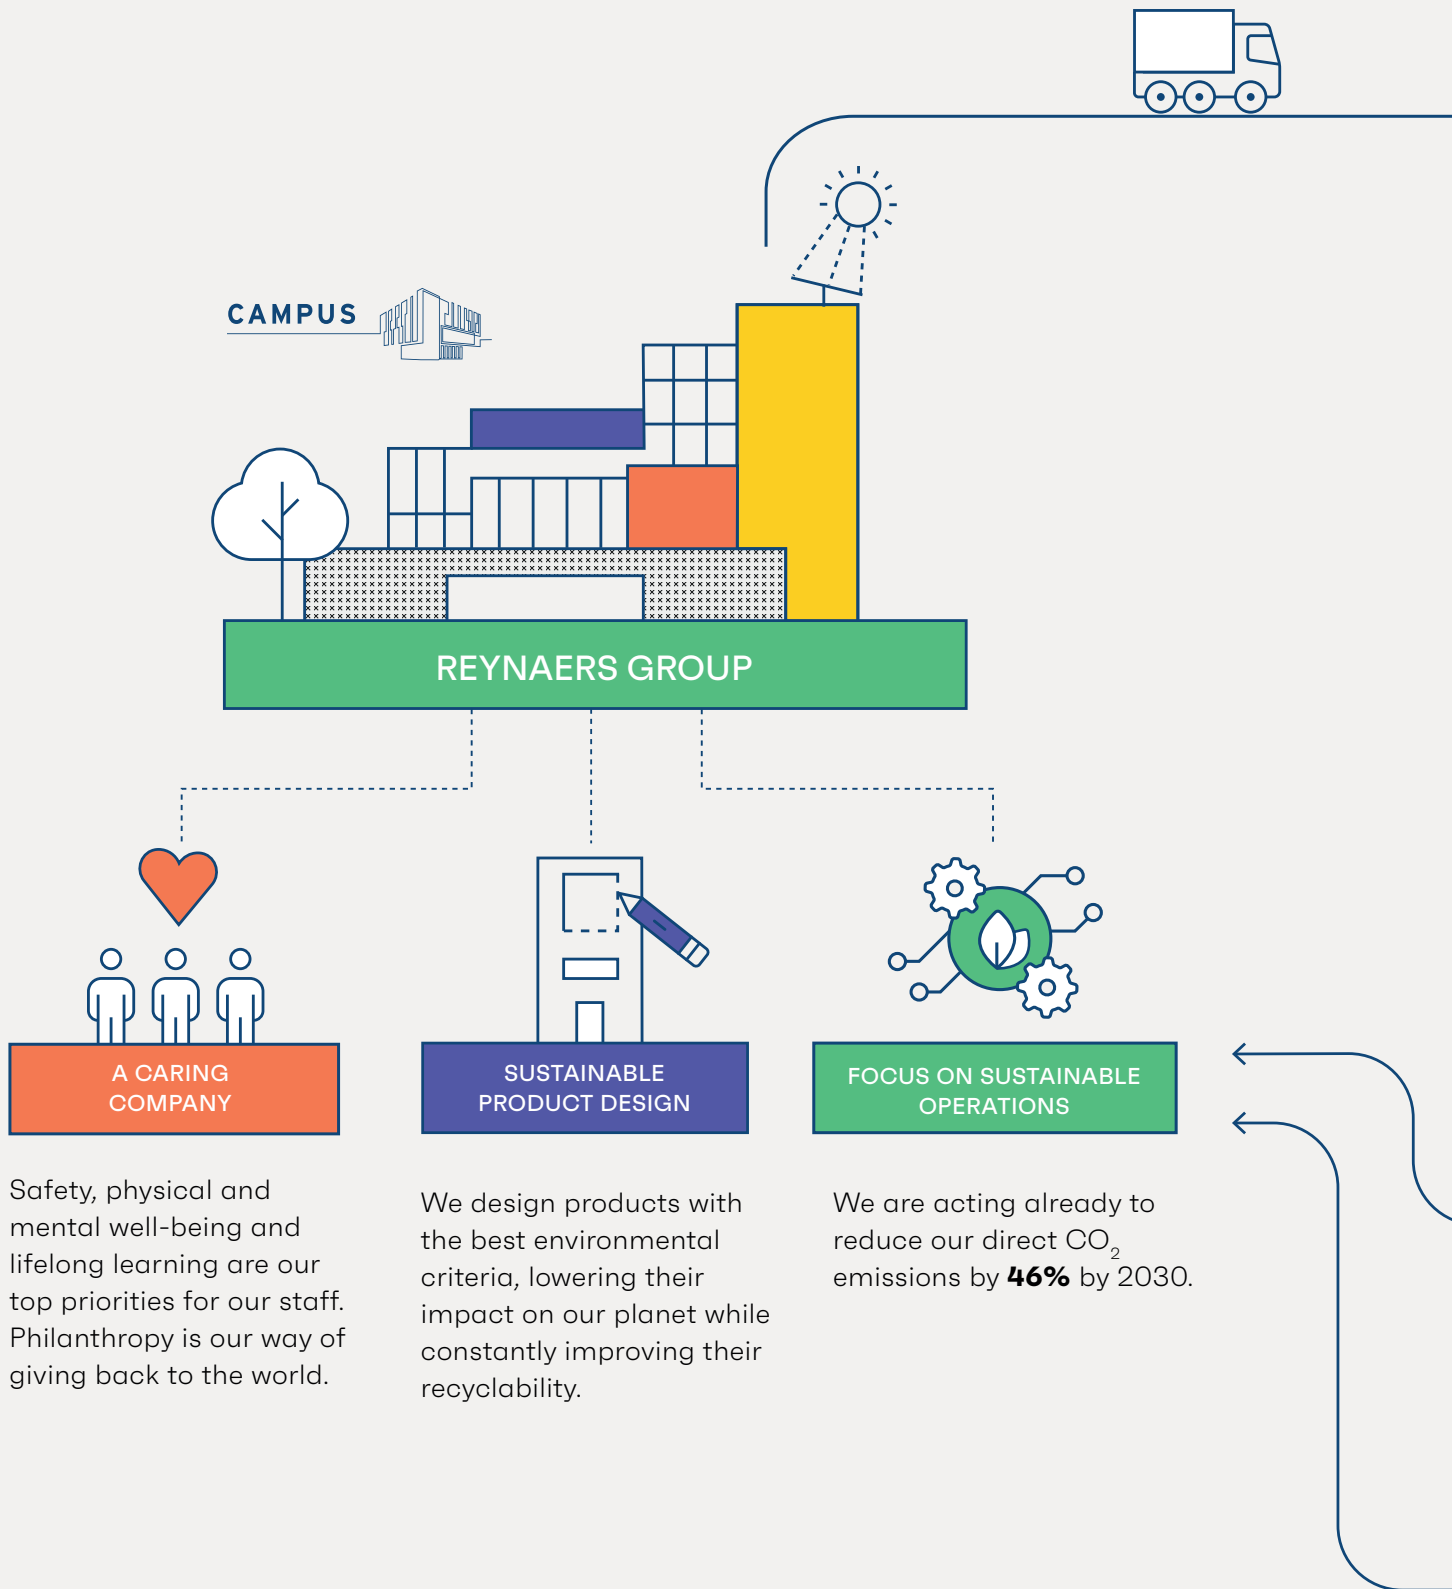 CAMPUS
REYNAERS GROUP
A CARING
COMPANY
Safety, physical and
mental well-being and
lifelong learning are our
top priorities for our staff.
Philanthropy is our way of
giving back to the world.
SUSTAINABLE
PRODUCT DESIGN
We design products with
the best environmental
criteria, lowering their
impact on our planet while
constantly improving their
recyclability.
FOCUS ON SUSTAINABLE
OPERATIONS
We are acting already to
reduce our direct CO₂
emissions by 46% by 2030.